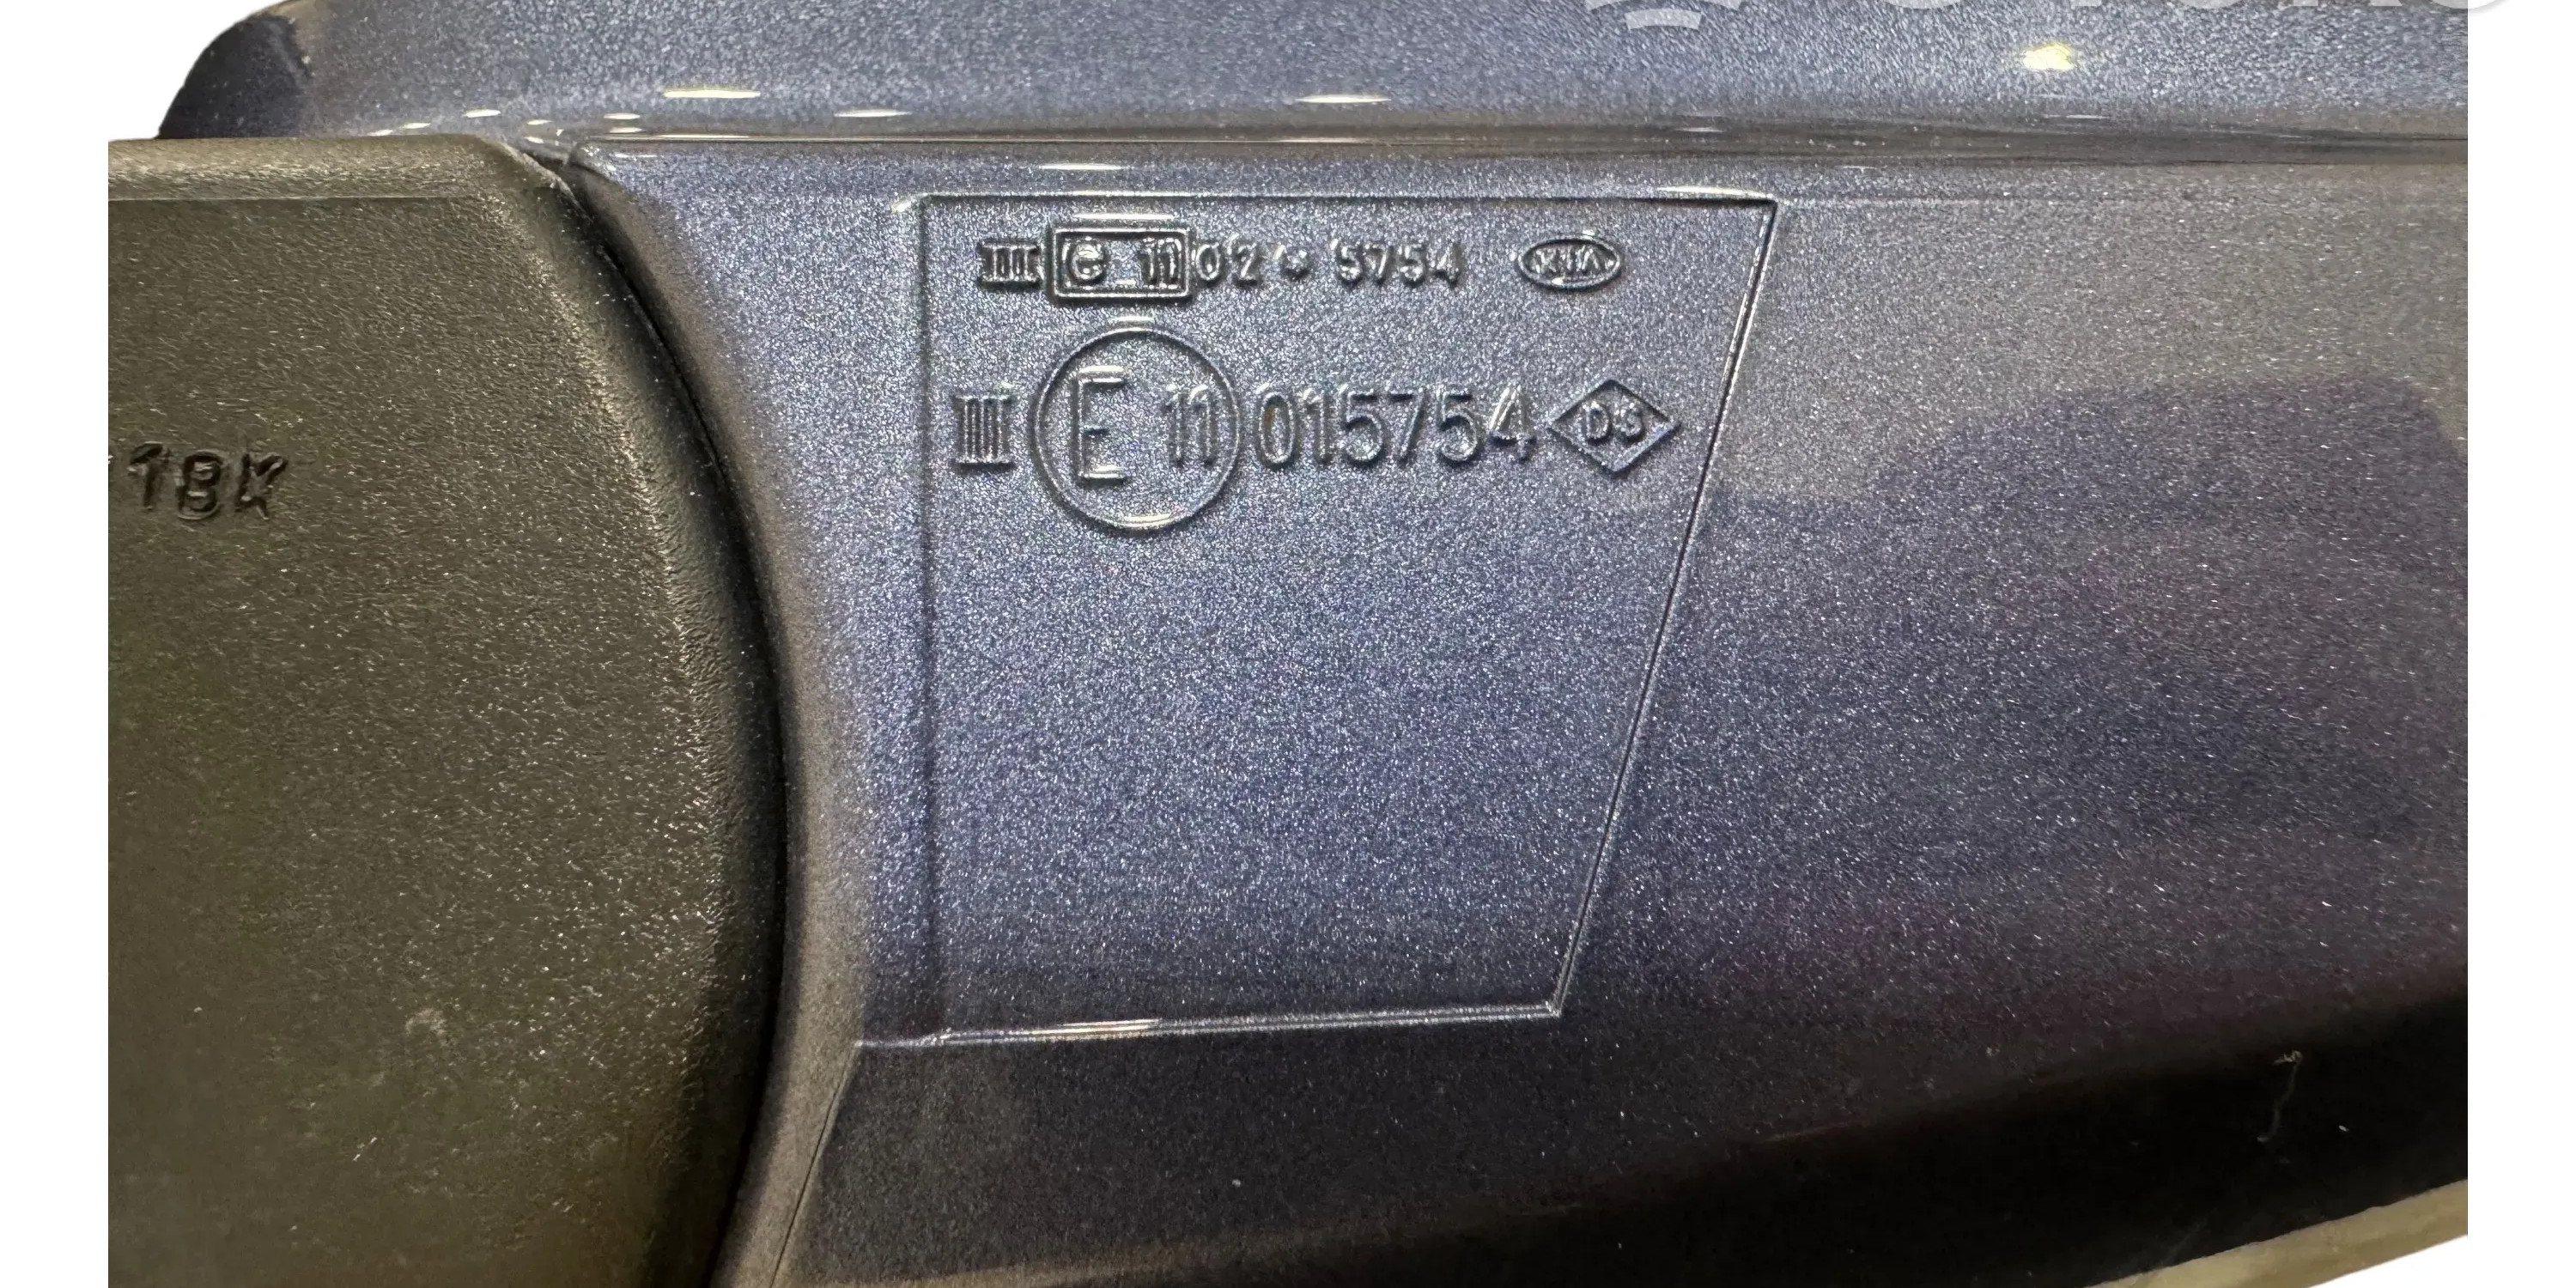 III e 11 02 * 5754 KIA
III E 11 015754 DS
18K